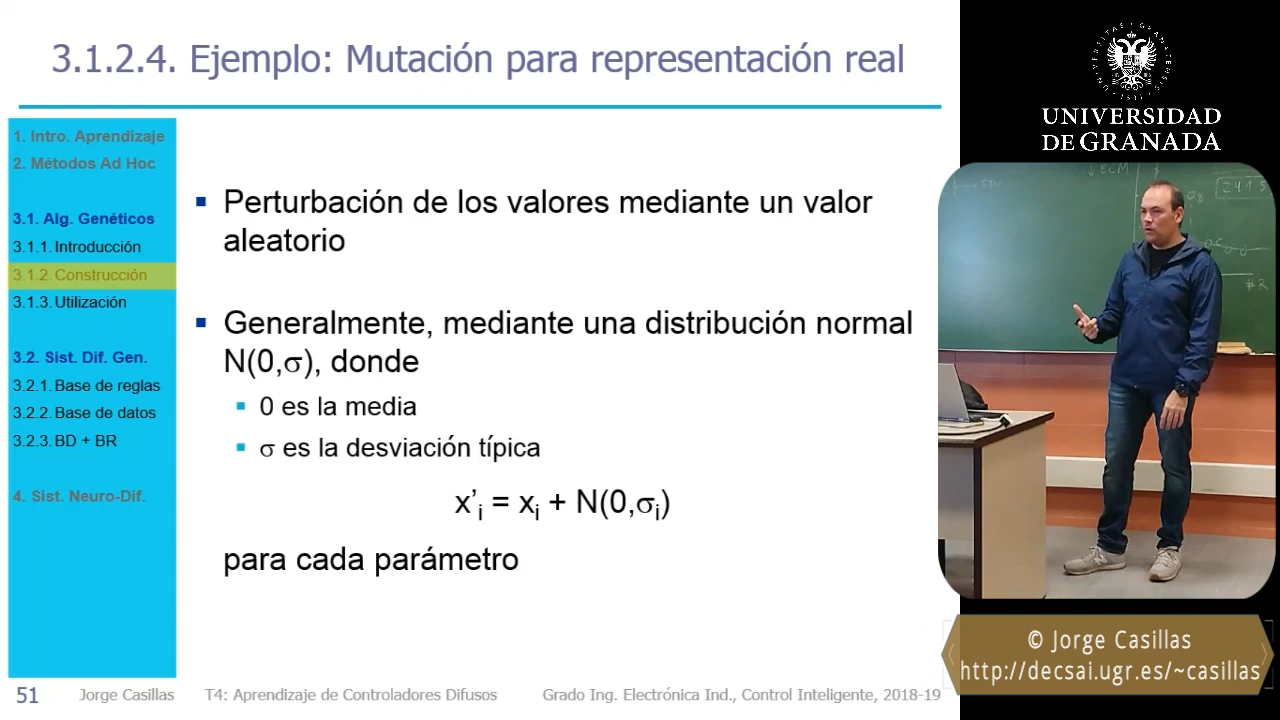 3.1.2.4. Ejemplo: Mutación para representación real
1. Intro. Aprendizaje
2. Métodos Ad Hoc
3.1. Alg. Genéticos
3.1.1. Introducción
3.1.2. Construcción
3.1.3. Utilización
3.2. Sist. Dif. Gen.
3.2.1. Base de reglas
3.2.2. Base de datos
3.2.3. BD + BR
4. Sist. Neuro-Dif.
Perturbación de los valores mediante un valor
aleatorio
Generalmente, mediante una distribución normal
N(0,σ), donde
0 es la media
σ es la desviación típica
x’i = xi + N(0,σi)
para cada parámetro
51
Jorge Casillas
T4: Aprendizaje de Controladores Difusos
Grado Ing. Electrónica Ind., Control Inteligente, 2018-19
UNIVERSIDAD
DE GRANADA
↓ ECM
2415
#R
© Jorge Casillas
http://decsai.ugr.es/~casillas